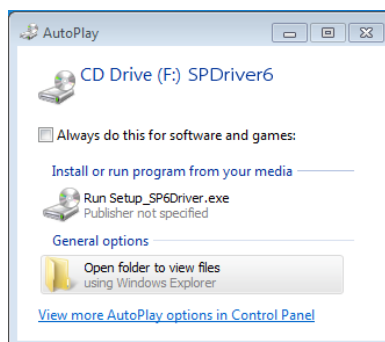 AutoPlay
CD Drive (F:) SPDriver6
Always do this for software and games:
Install or run program from your media
Run Setup_SP6Driver.exe
Publisher not specified
General options
Open folder to view files
using Windows Explorer
View more AutoPlay options in Control Panel